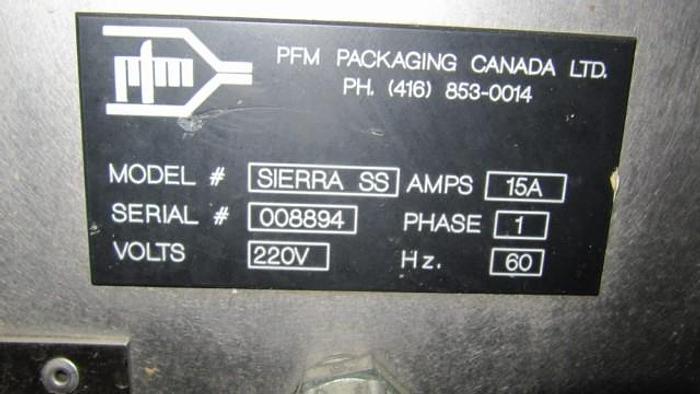 pfm
PFM PACKAGING CANADA LTD.
PH. (416) 853-0014
MODEL # SIERRA SS AMPS 15A
SERIAL # 008894 PHASE 1
VOLTS 220V Hz. 60